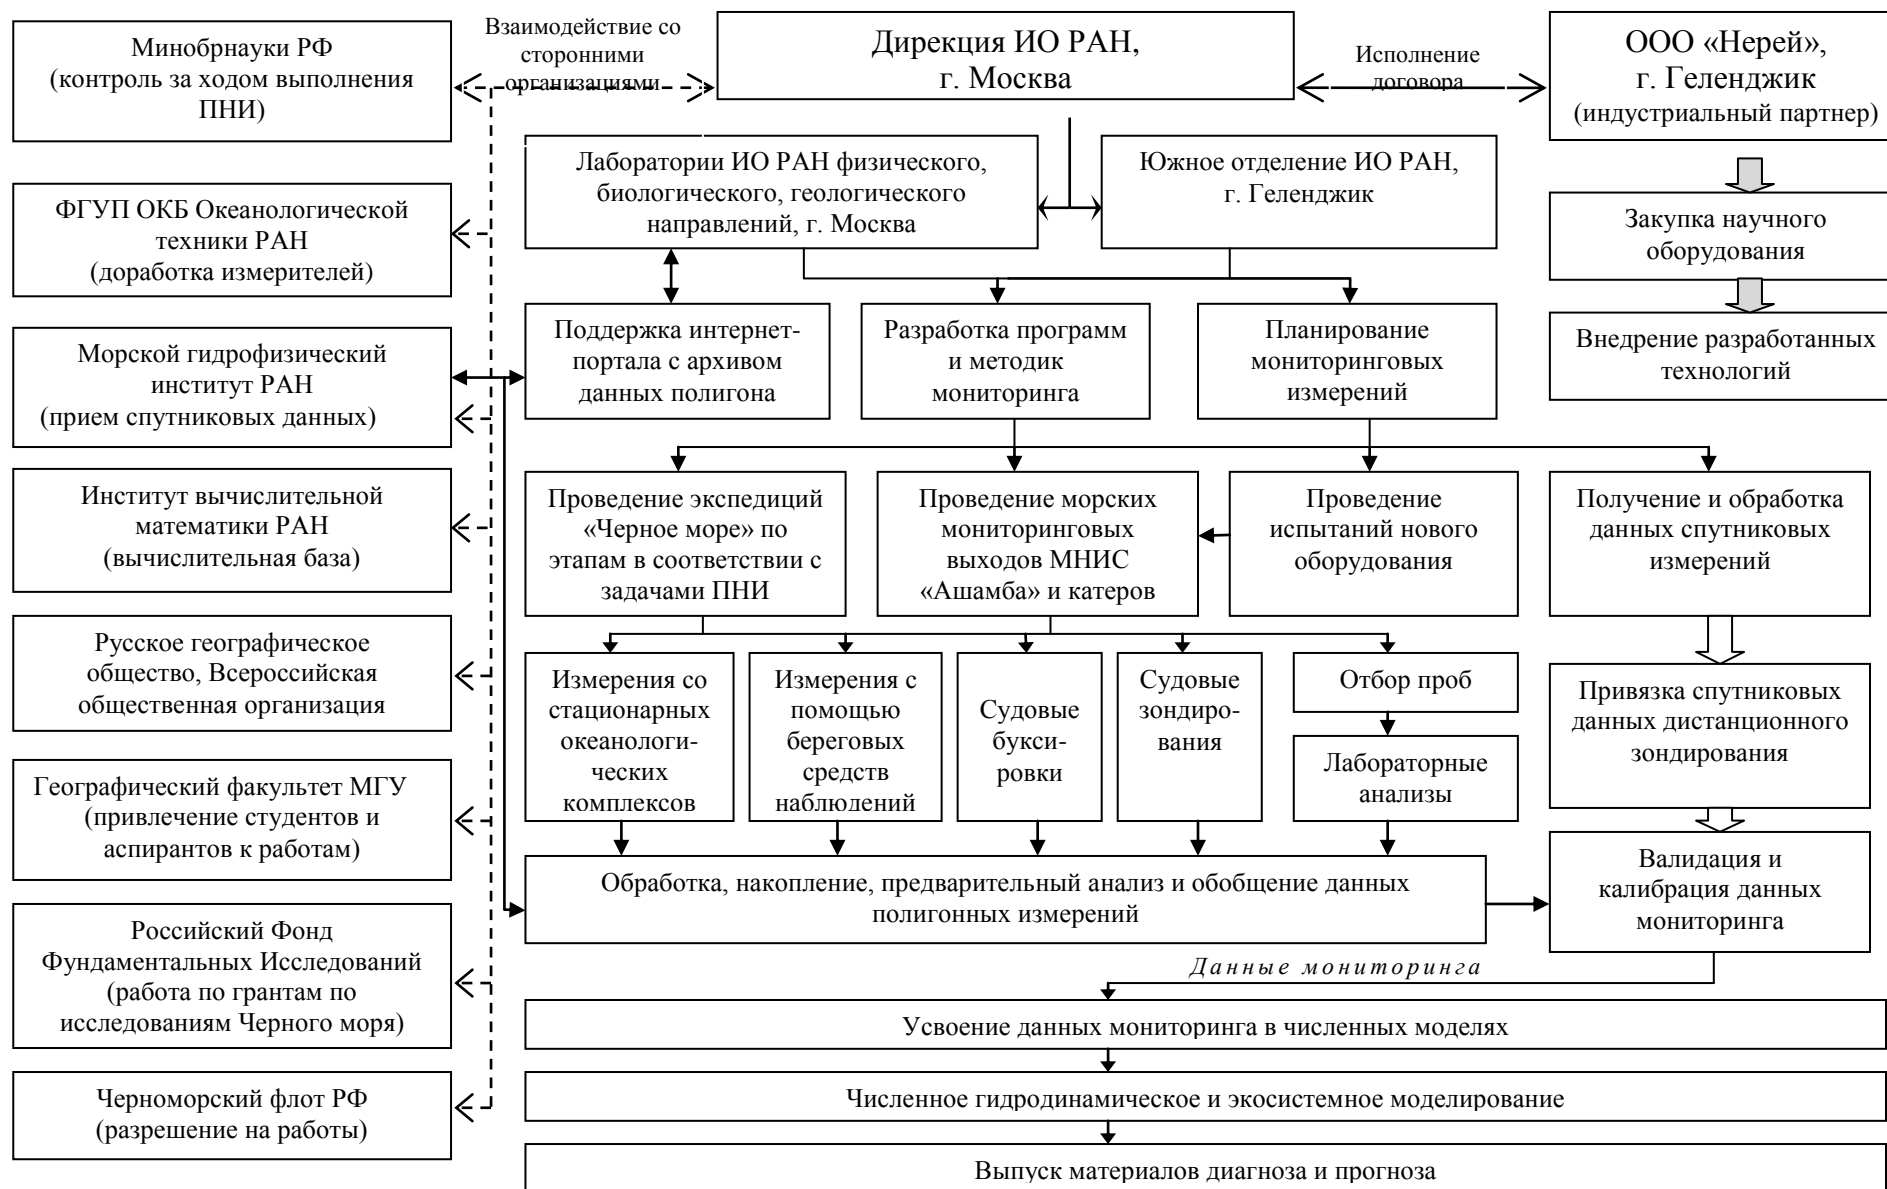 Минобрнауки РФ
(контроль за ходом выполнения
ПНИ)
Взаимодействие со
сторонними
организациями
Дирекция ИО РАН,
г. Москва
Исполнение
договора
ООО «Нерей»,
г. Геленджик
(индустриальный партнер)
ФГУП ОКБ Океанологической
техники РАН
(доработка измерителей)
Лаборатории ИО РАН физического,
биологического, геологического
направлений, г. Москва
Южное отделение ИО РАН,
г. Геленджик
Закупка научного
оборудования
Морской гидрофизический
институт РАН
(прием спутниковых данных)
Поддержка интернет-
портала с архивом
данных полигона
Разработка программ
и методик
мониторинга
Планирование
мониторинговых
измерений
Внедрение разработанных
технологий
Институт вычислительной
математики РАН
(вычислительная база)
Проведение экспедиций
«Черное море» по
этапам в соответствии с
задачами ПНИ
Проведение морских
мониторинговых
выходов МНИС
«Ашамба» и катеров
Проведение
испытаний нового
оборудования
Получение и обработка
данных спутниковых
измерений
Русское географическое
общество, Всероссийская
общественная организация
Измерения со
стационарных
океанологи-
ческих
комплексов
Измерения с
помощью
береговых
средств
наблюдений
Судовые
букси-
ровки
Судовые
зондиро-
вания
Отбор проб
Лабораторные
анализы
Привязка спутниковых
данных дистанционного
зондирования
Географический факультет МГУ
(привлечение студентов и
аспирантов к работам)
Обработка, накопление, предварительный анализ и обобщение данных
полигонных измерений
Валидация и
калибрация данных
мониторинга
Российский Фонд
Фундаментальных Исследований
(работа по грантам по
исследованиям Черного моря)
Данные мониторинга
Усвоение данных мониторинга в численных моделях
Черноморский флот РФ
(разрешение на работы)
Численное гидродинамическое и экосистемное моделирование
Выпуск материалов диагноза и прогноза